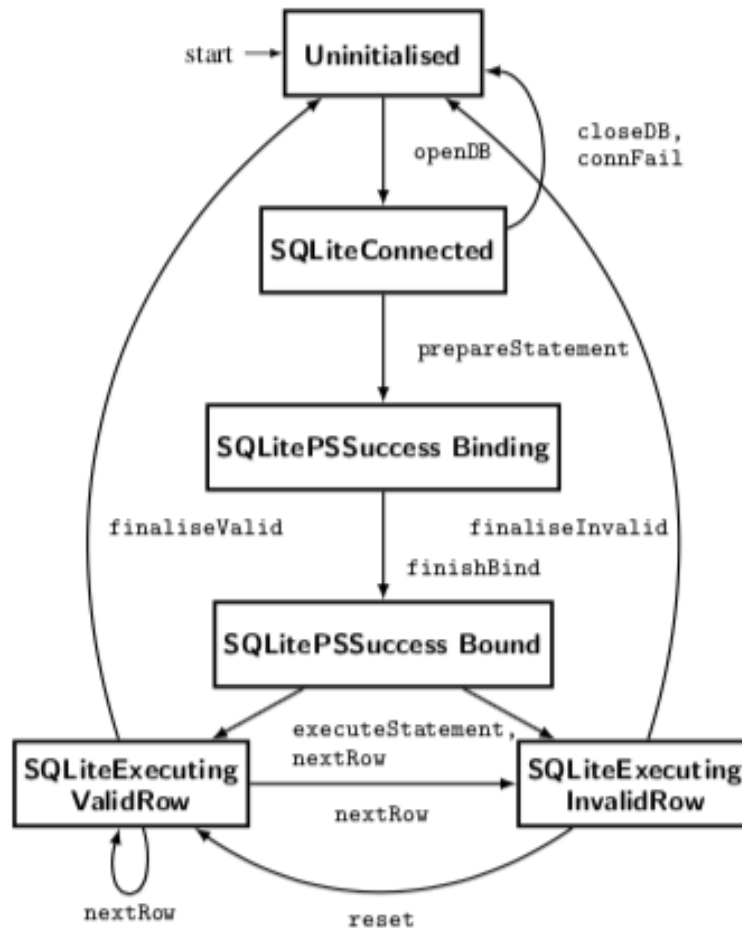 start
Uninitialised
openDB
closeDB,
connFail
SQLiteConnected
prepareStatement
SQLitePSSuccess Binding
finaliseValid
finaliseInvalid
finishBind
SQLitePSSuccess Bound
executeStatement,
nextRow
SQLiteExecuting
ValidRow
SQLiteExecuting
InvalidRow
nextRow
nextRow
reset